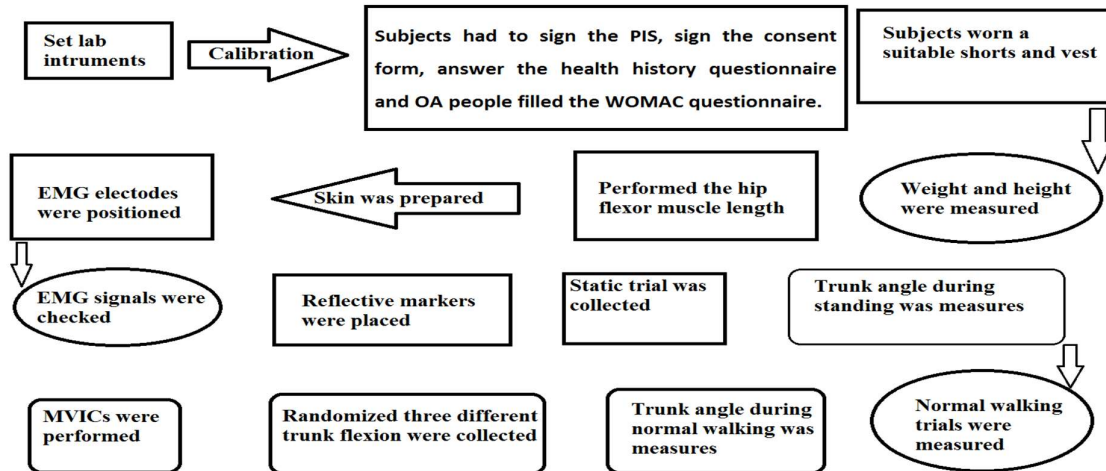 Set lab
intruments
Calibration
Subjects had to sign the PIS, sign the consent
form, answer the health history questionnaire
and OA people filled the WOMAC questionnaire.
Subjects worn a
suitable shorts and vest
Weight and height
were measured
Performed the hip
flexor muscle length
Skin was prepared
EMG electodes
were positioned
EMG signals were
checked
Reflective markers
were placed
Static trial was
collected
Trunk angle during
standing was measures
Normal walking
trials were
measured
Trunk angle during
normal walking was
measures
Randomized three different
trunk flexion were collected
MVICs were
performed